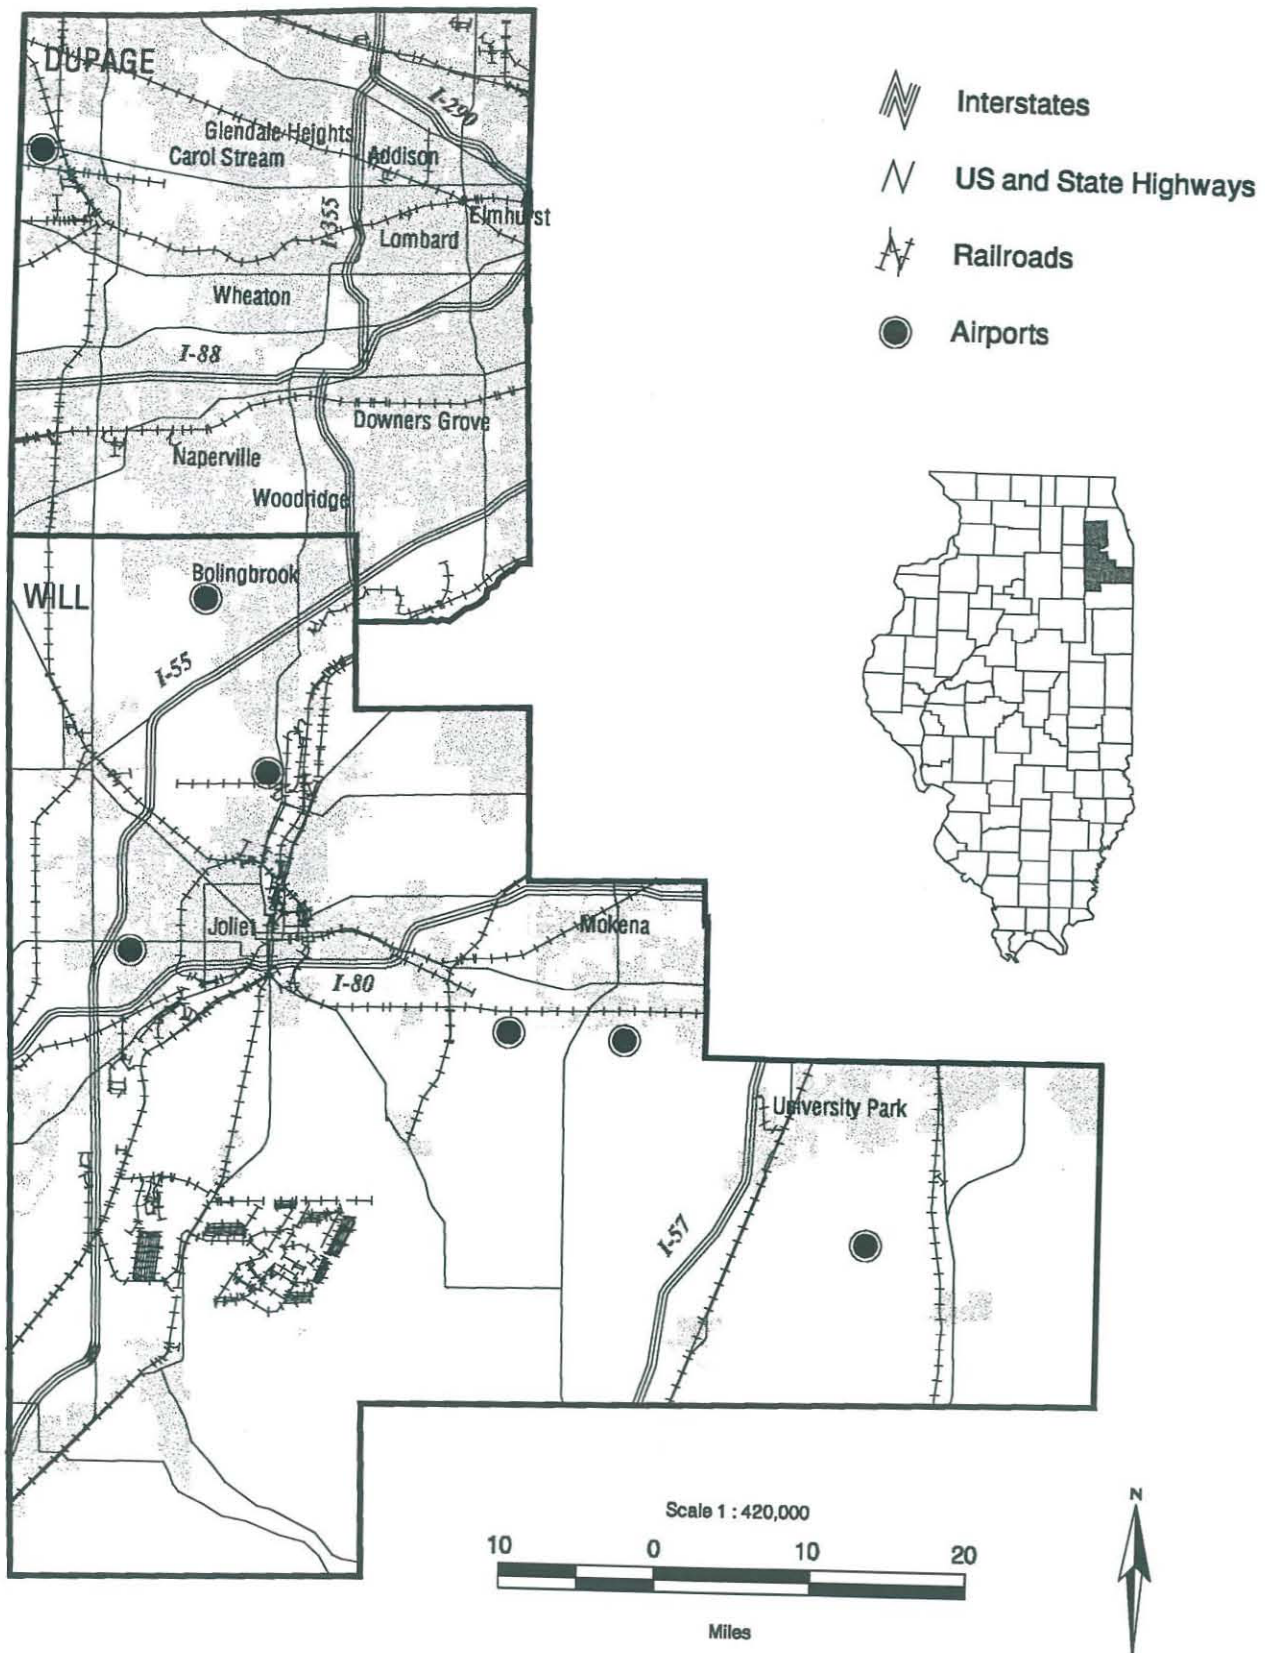 DUPAGE
I-290
Glendale Heights
Carol Stream
Addison
I-355
Elmhurst
Lombard
Wheaton
I-88
Downers Grove
Naperville
Woodridge
Bolingbrook
WILL
I-55
Joliet
Mokena
I-80
University Park
I-57
Interstates
US and State Highways
Railroads
Airports
Scale 1 : 420,000
10 0 10 20
Miles
N